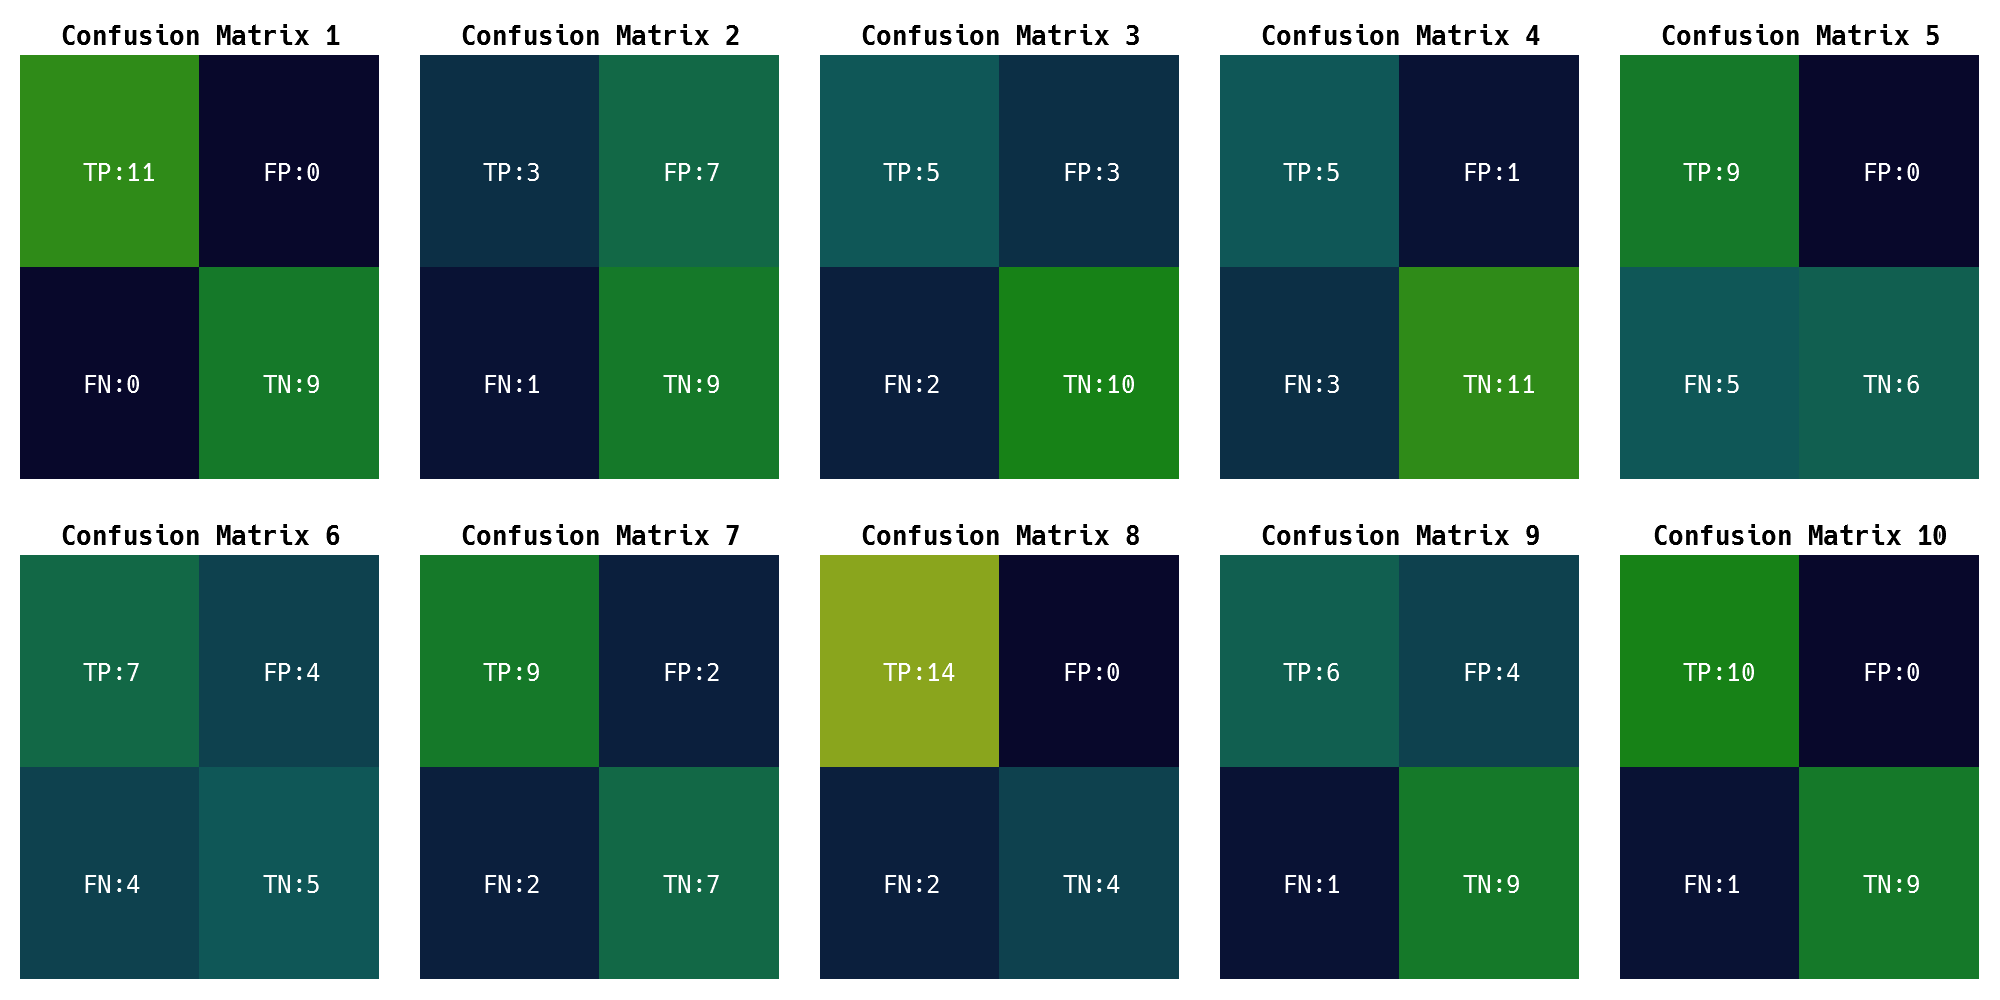 Confusion Matrix 1
TP:11 FP:0
FN:0 TN:9
Confusion Matrix 2
TP:3 FP:7
FN:1 TN:9
Confusion Matrix 3
TP:5 FP:3
FN:2 TN:10
Confusion Matrix 4
TP:5 FP:1
FN:3 TN:11
Confusion Matrix 5
TP:9 FP:0
FN:5 TN:6
Confusion Matrix 6
TP:7 FP:4
FN:4 TN:5
Confusion Matrix 7
TP:9 FP:2
FN:2 TN:7
Confusion Matrix 8
TP:14 FP:0
FN:2 TN:4
Confusion Matrix 9
TP:6 FP:4
FN:1 TN:9
Confusion Matrix 10
TP:10 FP:0
FN:1 TN:9